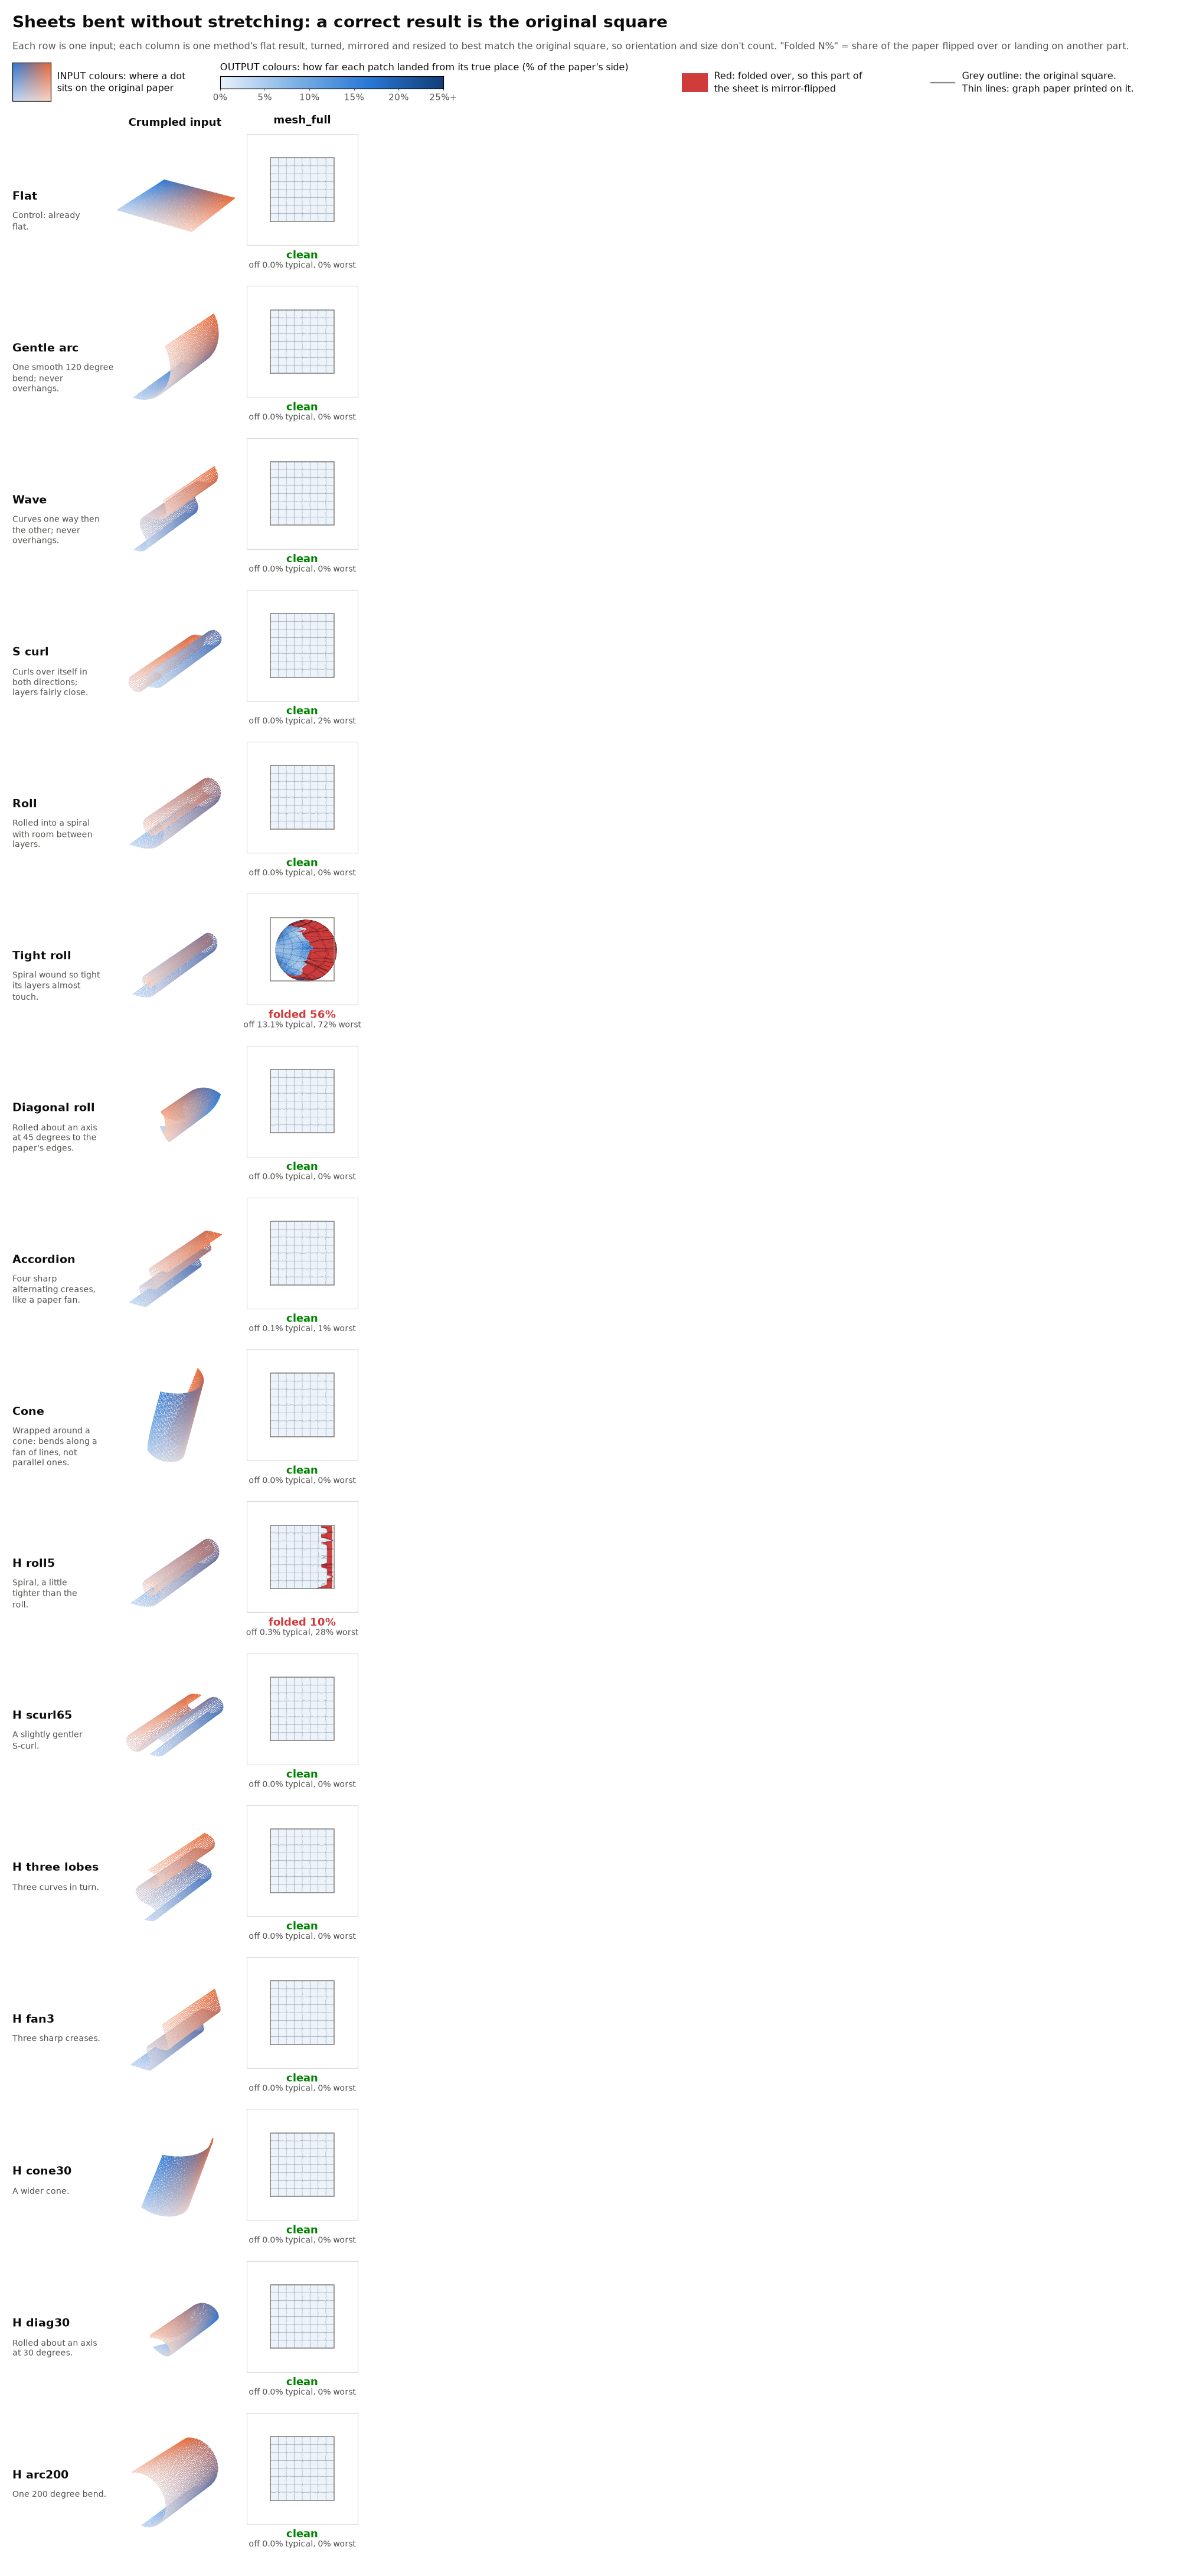 Sheets bent without stretching: a correct result is the original square
Each row is one input; each column is one method's flat result, turned, mirrored and resized to best match the original square, so orientation and size don't count. "Folded N%" = share of the paper flipped over or landing on another part.
INPUT colours: where a dot
sits on the original paper
OUTPUT colours: how far each patch landed from its true place (% of the paper's side)
0% 5% 10% 15% 20% 25%+
Red: folded over, so this part of
the sheet is mirror-flipped
Grey outline: the original square.
Thin lines: graph paper printed on it.
Crumpled input
mesh_full
Flat
Control: already
flat.
clean
off 0.0% typical, 0% worst
Gentle arc
One smooth 120 degree
bend; never
overhangs.
clean
off 0.0% typical, 0% worst
Wave
Curves one way then
the other; never
overhangs.
clean
off 0.0% typical, 0% worst
S curl
Curls over itself in
both directions;
layers fairly close.
clean
off 0.0% typical, 2% worst
Roll
Rolled into a spiral
with room between
layers.
clean
off 0.0% typical, 0% worst
Tight roll
Spiral wound so tight
its layers almost
touch.
folded 56%
off 13.1% typical, 72% worst
Diagonal roll
Rolled about an axis
at 45 degrees to the
paper's edges.
clean
off 0.0% typical, 0% worst
Accordion
Four sharp
alternating creases,
like a paper fan.
clean
off 0.1% typical, 1% worst
Cone
Wrapped around a
cone: bends along a
fan of lines, not
parallel ones.
clean
off 0.0% typical, 0% worst
H roll5
Spiral, a little
tighter than the
roll.
folded 10%
off 0.3% typical, 28% worst
H scurl65
A slightly gentler
S-curl.
clean
off 0.0% typical, 0% worst
H three lobes
Three curves in turn.
clean
off 0.0% typical, 0% worst
H fan3
Three sharp creases.
clean
off 0.0% typical, 0% worst
H cone30
A wider cone.
clean
off 0.0% typical, 0% worst
H diag30
Rolled about an axis
at 30 degrees.
clean
off 0.0% typical, 0% worst
H arc200
One 200 degree bend.
clean
off 0.0% typical, 0% worst